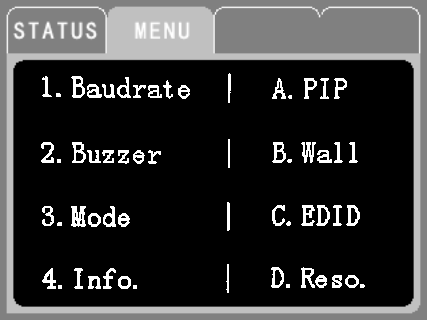 STATUS MENU
1. Baudrate | A. PIP
2. Buzzer | B. Wall
3. Mode | C. EDID
4. Info. | D. Reso.